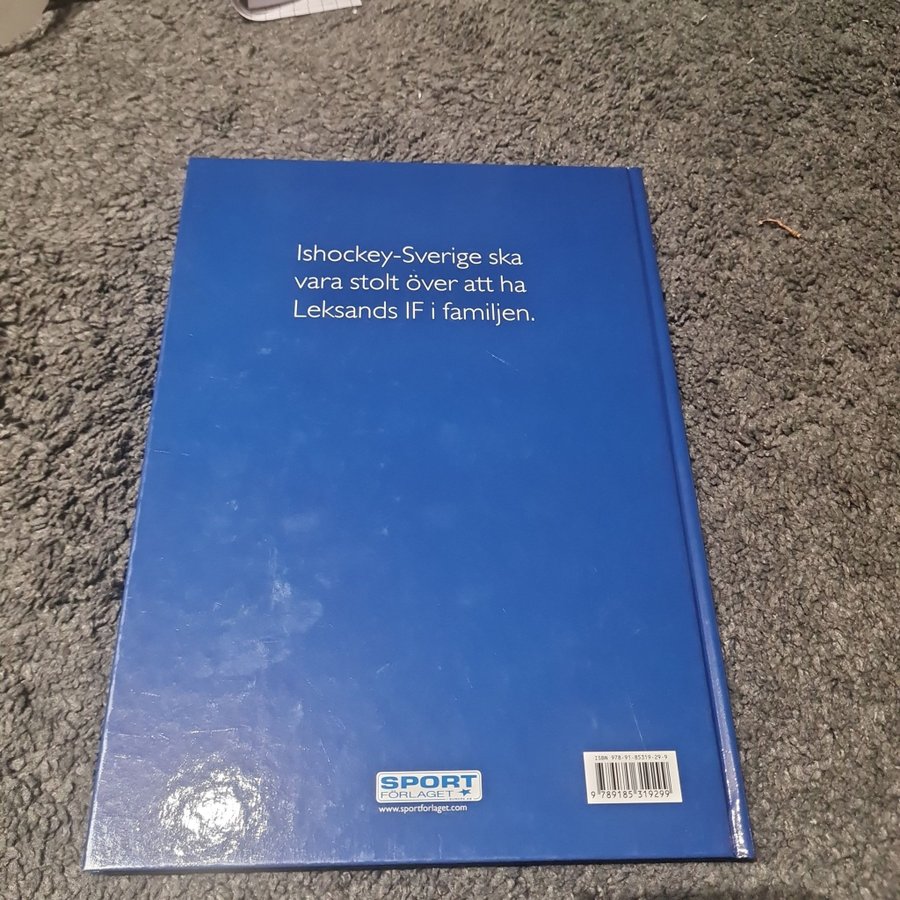 Ishockey-Sverige ska
vara stolt över att ha
Leksands IF i familjen.
SPORT
FÖRLAGET
www.sportforlaget.com
ISBN 978-91-85319-29-9
9 789185 319299